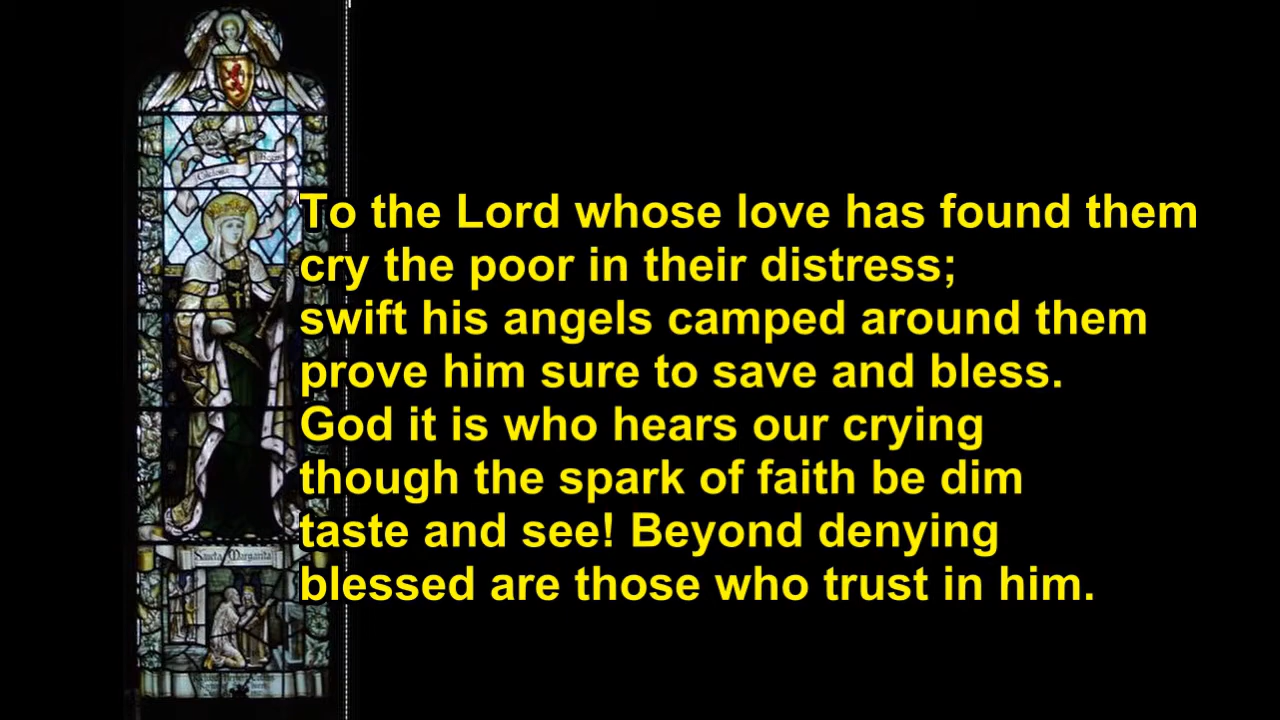 To the Lord whose love has found them
cry the poor in their distress;
swift his angels camped around them
prove him sure to save and bless.
God it is who hears our crying
though the spark of faith be dim
taste and see! Beyond denying
blessed are those who trust in him.
Sancta Margarita